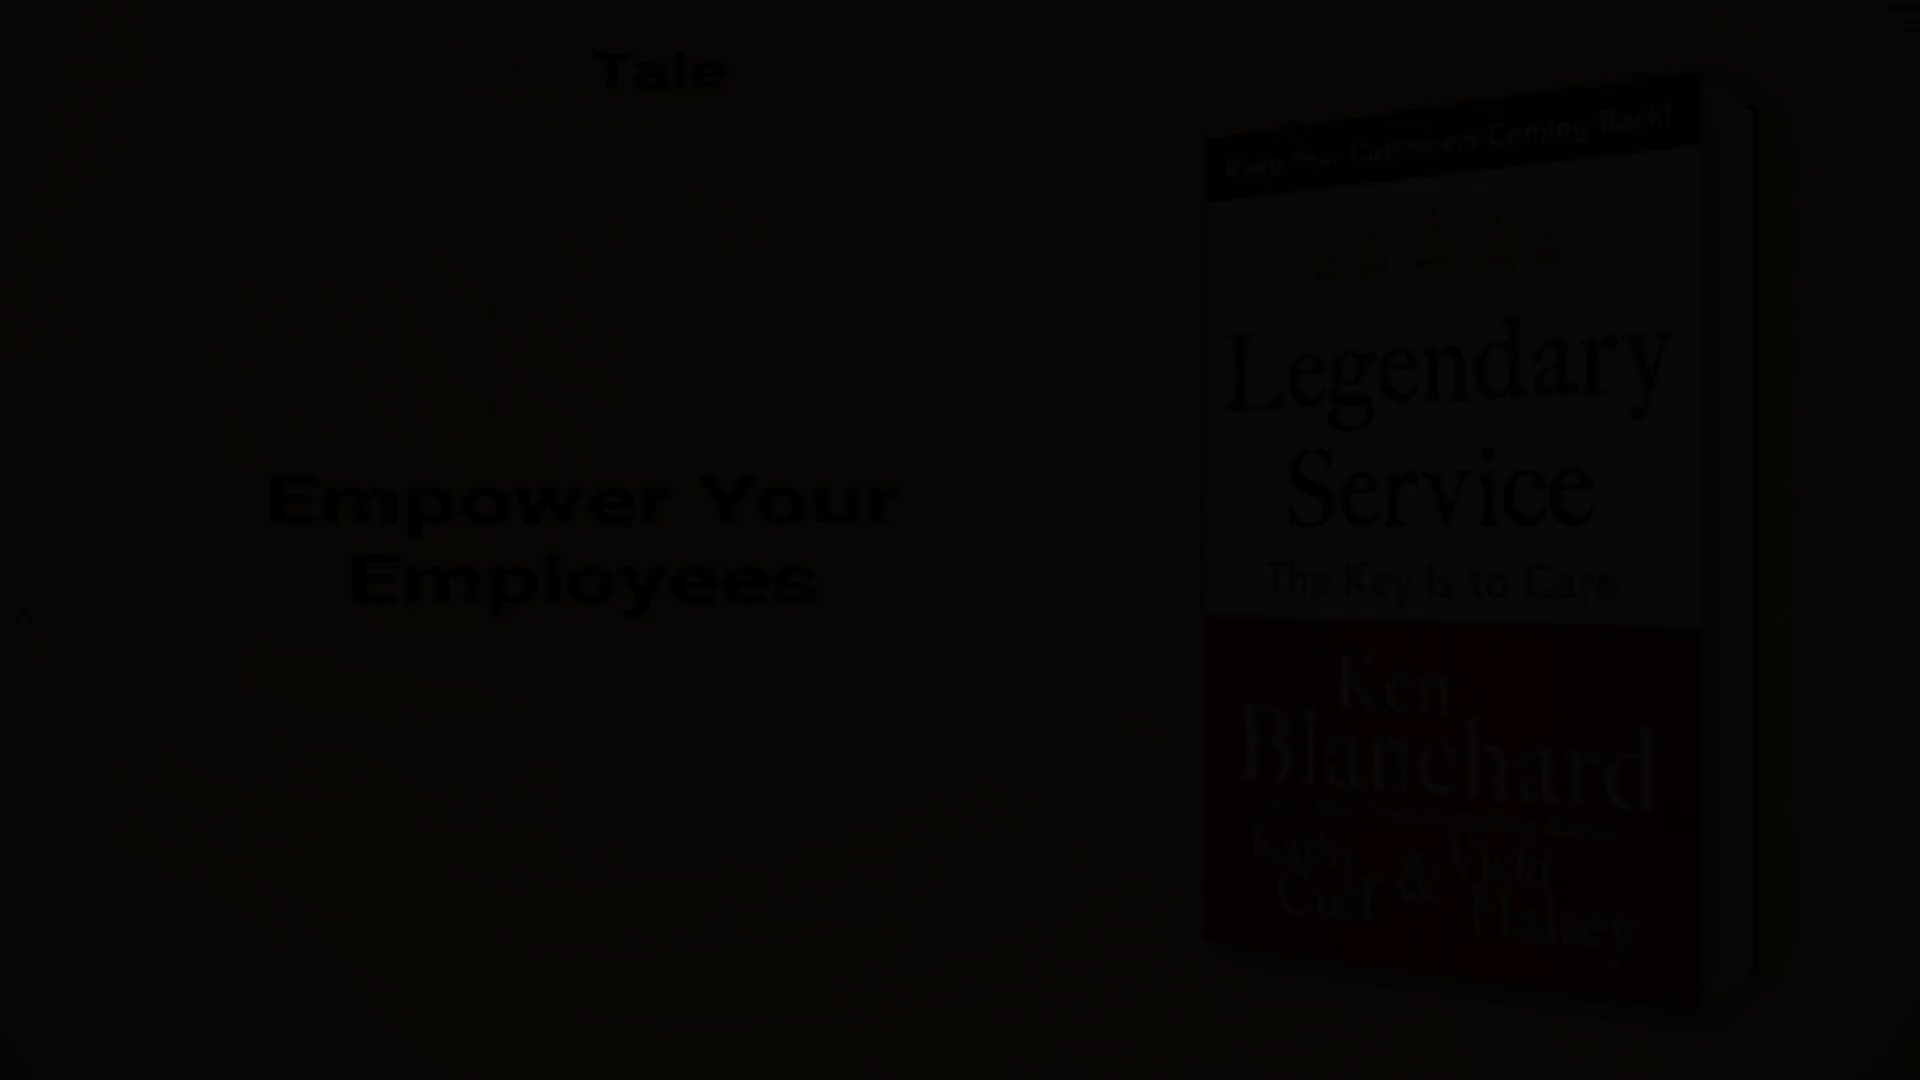 SnapTale
Empower Your
Employees
Keep Your Customers Coming Back!
Legendary
Service
The Key is to Care
Ken
Blanchard
Kathy
Cuff
&
Vicki
Halsey